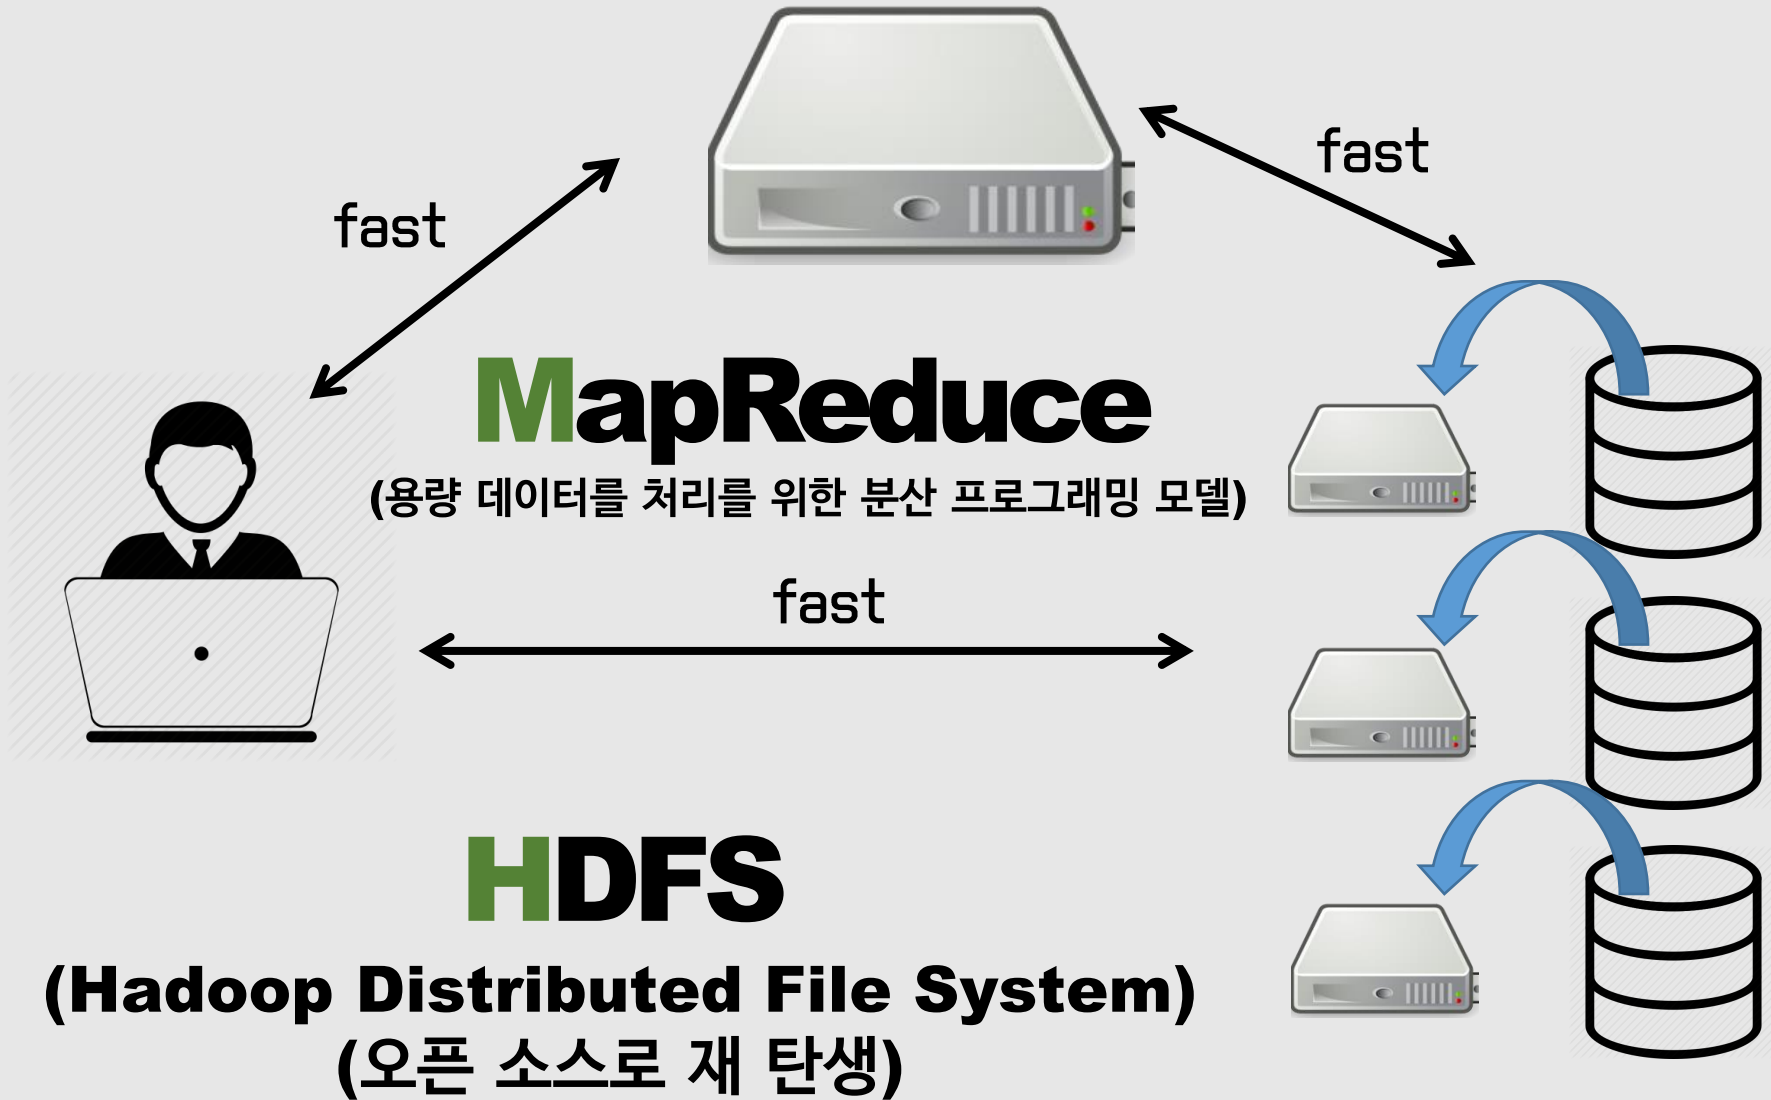 fast
fast
MapReduce
(용량 데이터를 처리를 위한 분산 프로그래밍 모델)
fast
HDFS
(Hadoop Distributed File System)
(오픈 소스로 재 탄생)